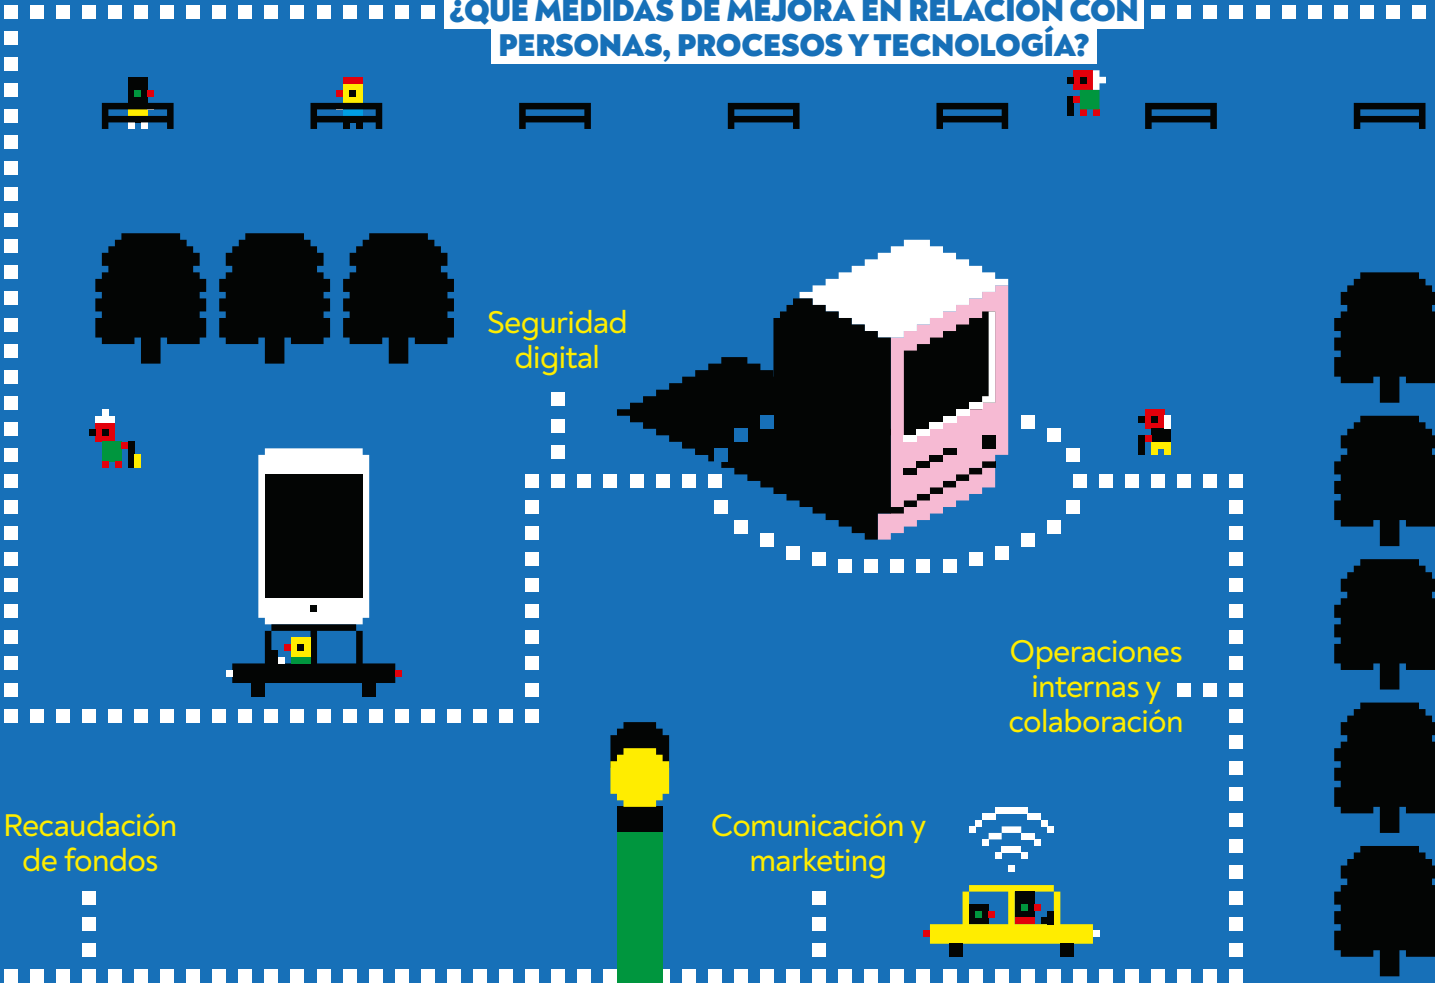 ¿QUÉ MEDIDAS DE MEJORA EN RELACIÓN CON
PERSONAS, PROCESOS Y TECNOLOGÍA?
Seguridad
digital
Operaciones
internas y
colaboración
Recaudación
de fondos
Comunicación y
marketing